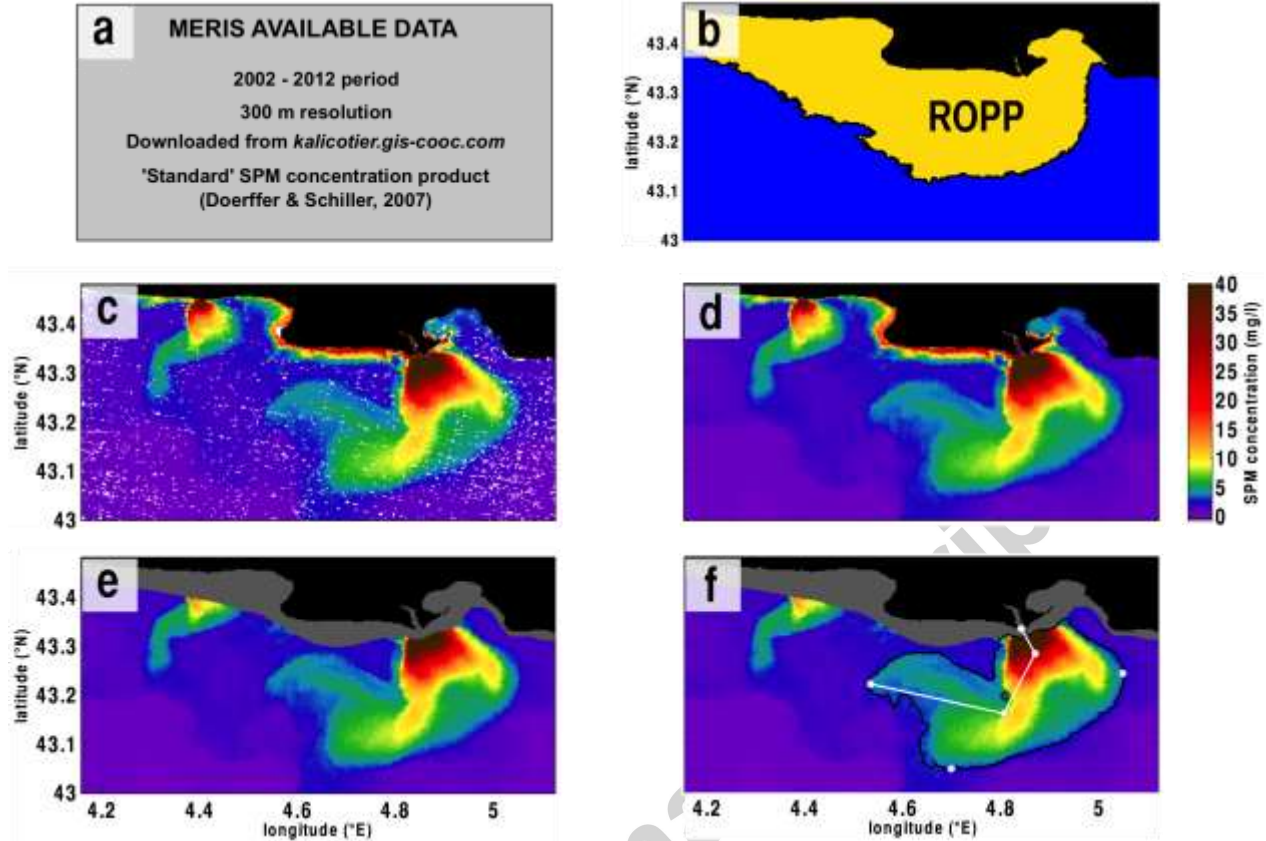 a
MERIS AVAILABLE DATA
2002 - 2012 period
300 m resolution
Downloaded from kalicotier.gis-cooc.com
'Standard' SPM concentration product
(Doerffer & Schiller, 2007)
b
ROPP
latitude (°N)
43.4
43.3
43.2
43.1
43
c
latitude (°N)
43.4
43.3
43.2
43.1
43
d
40
35
30
25
20
15
10
5
0
SPM concentration (mg/l)
e
latitude (°N)
43.4
43.3
43.2
43.1
43
4.2 4.4 4.6 4.8 5
longitude (°E)
f
4.2 4.4 4.6 4.8 5
longitude (°E)